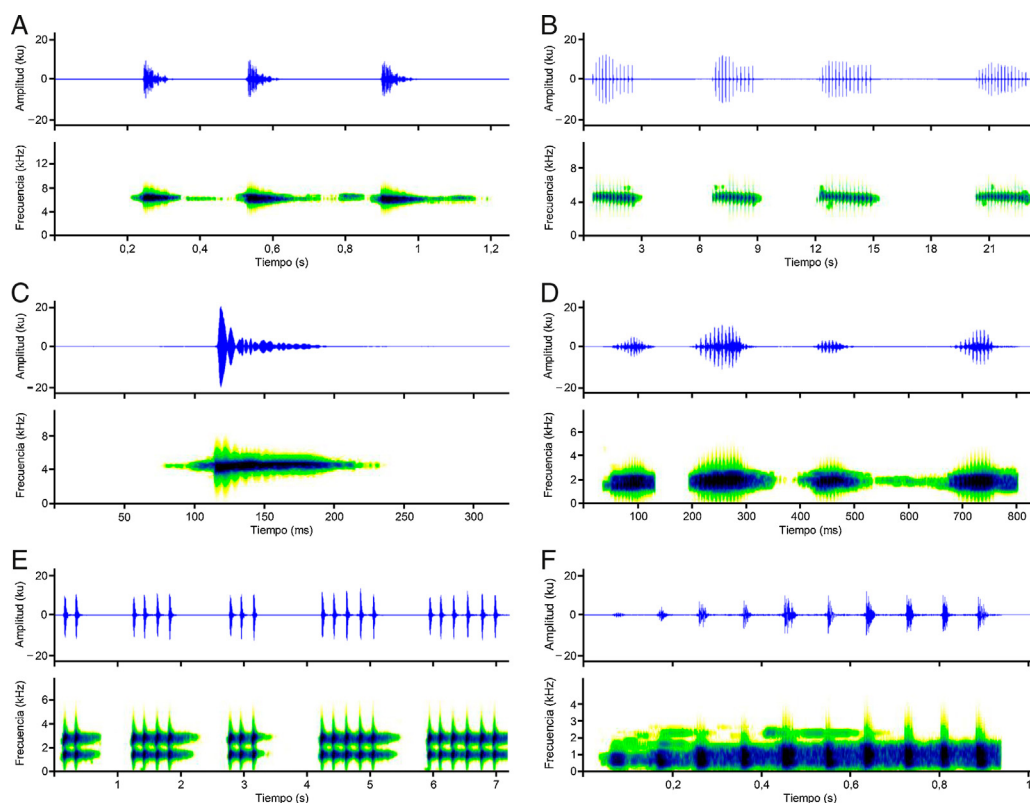 A
Amplitud (ku)
20
0
−20
Frecuencia (kHz)
12
8
4
0
0,2 0,4 0,6 0,8 1 1,2
Tiempo (s)
B
Amplitud (ku)
20
0
−20
Frecuencia (kHz)
8
4
0
3 6 9 12 15 18 21
Tiempo (s)
C
Amplitud (ku)
20
0
−20
Frecuencia (kHz)
8
4
0
50 100 150 200 250 300
Tiempo (ms)
D
Amplitud (ku)
20
0
−20
Frecuencia (kHz)
6
4
2
0
100 200 300 400 500 600 700 800
Tiempo (ms)
E
Amplitud (ku)
20
0
−20
Frecuencia (kHz)
6
4
2
0
1 2 3 4 5 6 7
Tiempo (s)
F
Amplitud (ku)
20
0
−20
Frecuencia (kHz)
4
3
2
1
0
0,2 0,4 0,6 0,8 1
Tiempo (s)